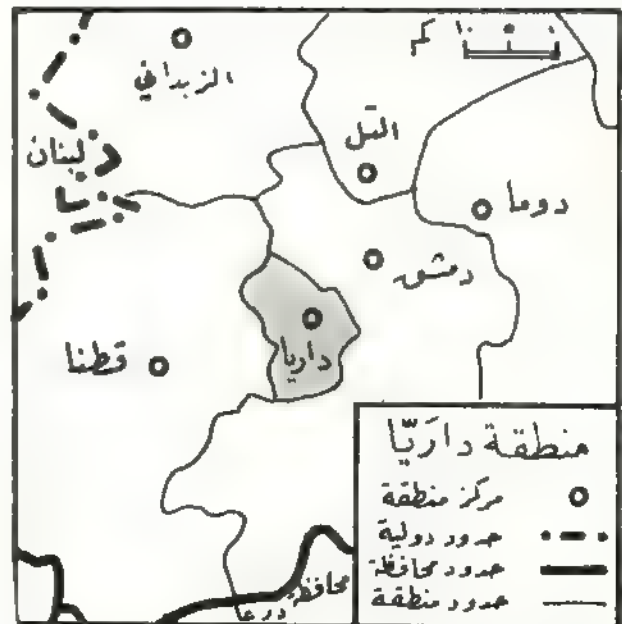 كم
الزبداني
لبنان
التل
دوما
دمشق
داريا
قطنا
محافظة
درعا
منطقة داريّا
مركز منطقة
حدود دولية
حدود محافظة
حدود منطقة